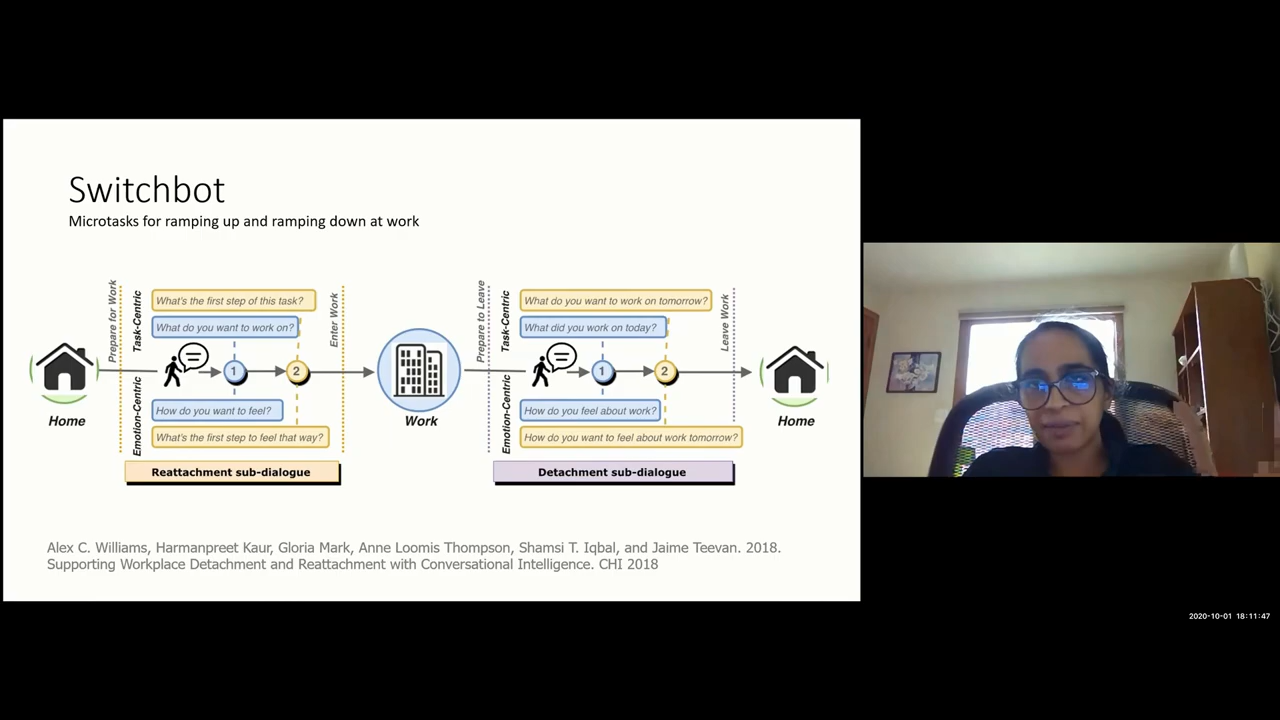 Switchbot
Microtasks for ramping up and ramping down at work
Prepare for Work
Task-Centric
What's the first step of this task?
What do you want to work on?
Enter Work
1
2
Emotion-Centric
How do you want to feel?
What's the first step to feel that way?
Home
Reattachment sub-dialogue
Work
Prepare to Leave
Task-Centric
What do you want to work on tomorrow?
What did you work on today?
Leave Work
1
2
Emotion-Centric
How do you feel about work?
How do you want to feel about work tomorrow?
Home
Detachment sub-dialogue
Alex C. Williams, Harmanpreet Kaur, Gloria Mark, Anne Loomis Thompson, Shamsi T. Iqbal, and Jaime Teevan. 2018.
Supporting Workplace Detachment and Reattachment with Conversational Intelligence. CHI 2018
2020-10-01 18:11:47